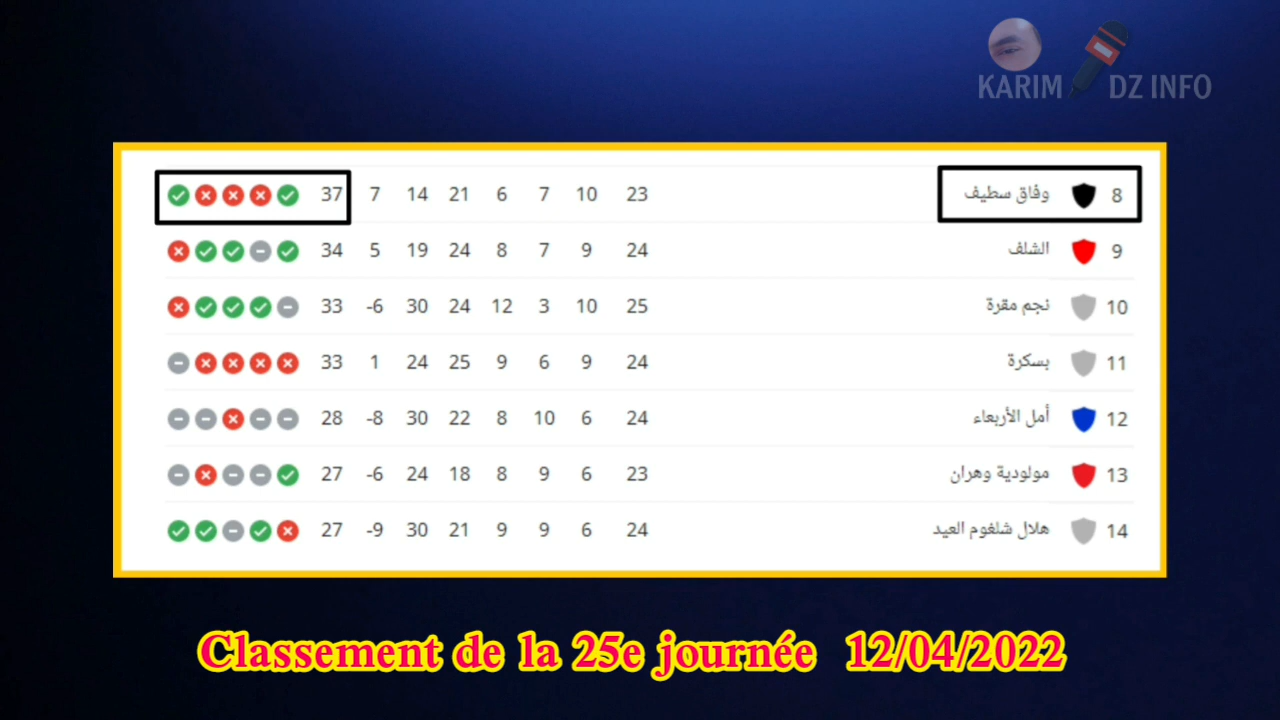 KARIM DZ INFO
8 وفاق سطيف 23 10 7 6 21 14 7 37
9 الشلف 24 9 7 8 24 19 5 34
10 نجم مقرة 25 10 3 12 24 30 -6 33
11 بسكرة 24 9 6 9 25 24 1 33
12 أمل الأربعاء 24 6 10 8 22 30 -8 28
13 مولودية وهران 23 6 9 8 18 24 -6 27
14 هلال شلغوم العيد 24 6 9 9 21 30 -9 27
Classement de la 25e journée 12/04/2022